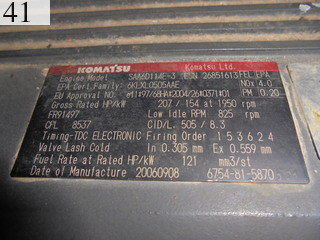 41
KOMATSU Komatsu Ltd.
Engine Model SAA6D114E-3 ESN 26851613 FEL EPA
EPA Cert.Family: 6KLXL0505AAE NOx 4.0
EU Approval no. e11*97/68HA*2004/26*0371*01 PM 0.20
Gross Rated HP/kW 207 / 154 at 1950 rpm
FR91497 Low Idle RPM 825 rpm
CPL 8537 CID/L. 505 / 8.3
Timing-TDC ELECTRONIC Firing Order 1 5 3 6 2 4
Valve Lash Cold In 0.305 mm Ex 0.559 mm
Fuel Rate at Rated HP/kW 121 mm3/st
Date of Manufacture 20060908 6754-81-5870